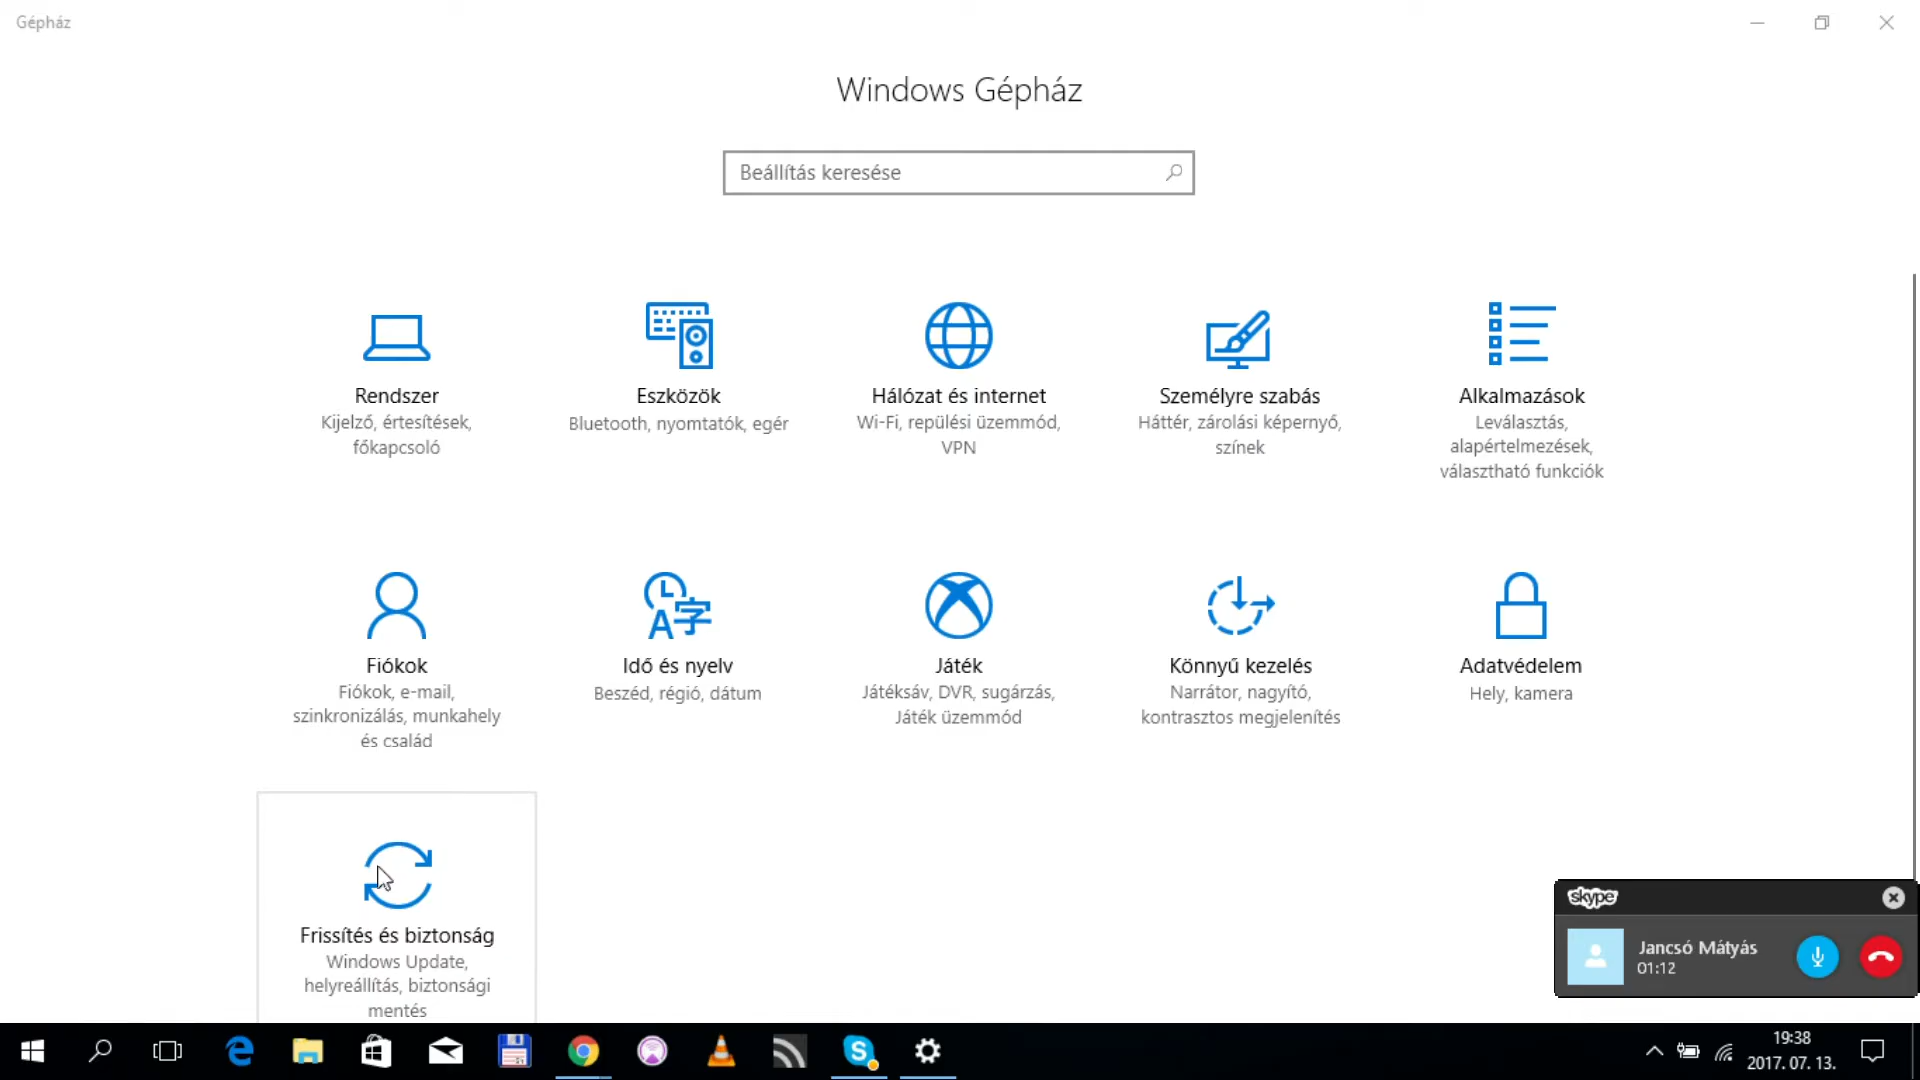 Gépház
Windows Gépház
Beállítás keresése
Rendszer
Kijelző, értesítések,
főkapcsoló
Eszközök
Bluetooth, nyomtatók, egér
Hálózat és internet
Wi-Fi, repülési üzemmód,
VPN
Személyre szabás
Háttér, zárolási képernyő,
színek
Alkalmazások
Leválasztás,
alapértelmezések,
választható funkciók
Fiókok
Fiókok, e-mail,
szinkronizálás, munkahely
és család
Idő és nyelv
Beszéd, régió, dátum
Játék
Játéksáv, DVR, sugárzás,
Játék üzemmód
Könnyű kezelés
Narrátor, nagyító,
kontrasztos megjelenítés
Adatvédelem
Hely, kamera
Frissítés és biztonság
Windows Update,
helyreállítás, biztonsági
mentés
skype
Jancsó Mátyás
01:12
19:38
2017. 07. 13.